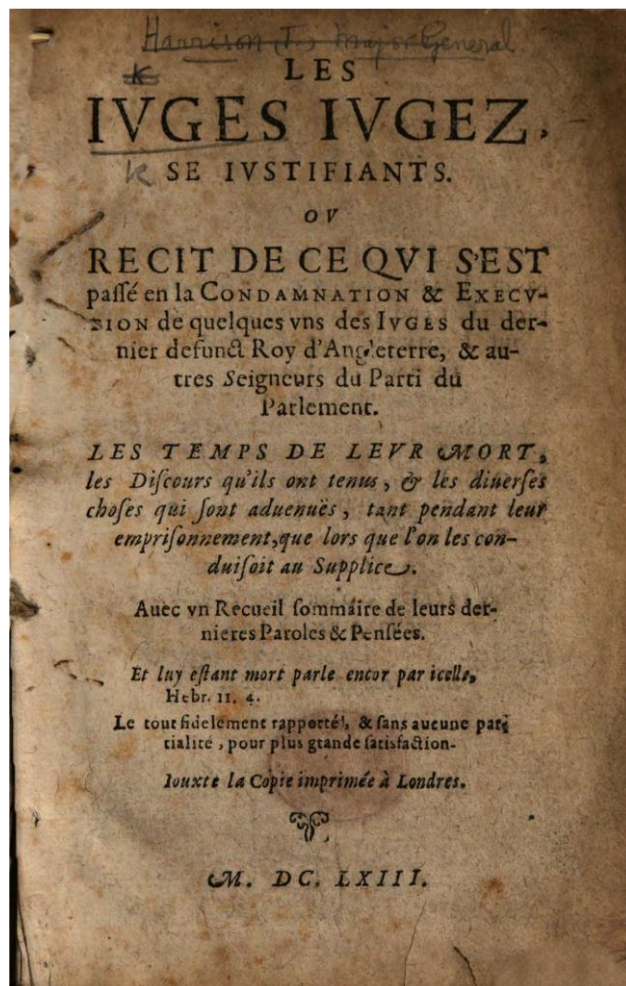 Harrison T. Major General
LES
IVGES IVGEZ,
SE IVSTIFIANTS.
OV
RECIT DE CE QVI S'EST
paſſé en la CONDAMNATION & EXECV-
SION de quelques vns des IVGES du der-
nier defunct Roy d'Angleterre, & au-
tres Seigneurs du Parti du
Parlement.
LES TEMPS DE LEVR MORT,
les Diſcours qu'ils ont tenus, & les diuerſes
choſes qui ſont aduenuës, tant pendant leur
empriſonnement, que lors que l'on les con-
duiſoit au Supplice.
Auec vn Recueil ſommaire de leurs der-
nieres Paroles & Penſées.
Et luy eſtant mort parle encor par icelle,
Hebr. 11. 4.
Le tout fidelement rapporté, & ſans aucune par-
tialité, pour plus grande ſatisfaction.
Iouxte la Copie imprimée à Londres.
M. DC. LXIII.